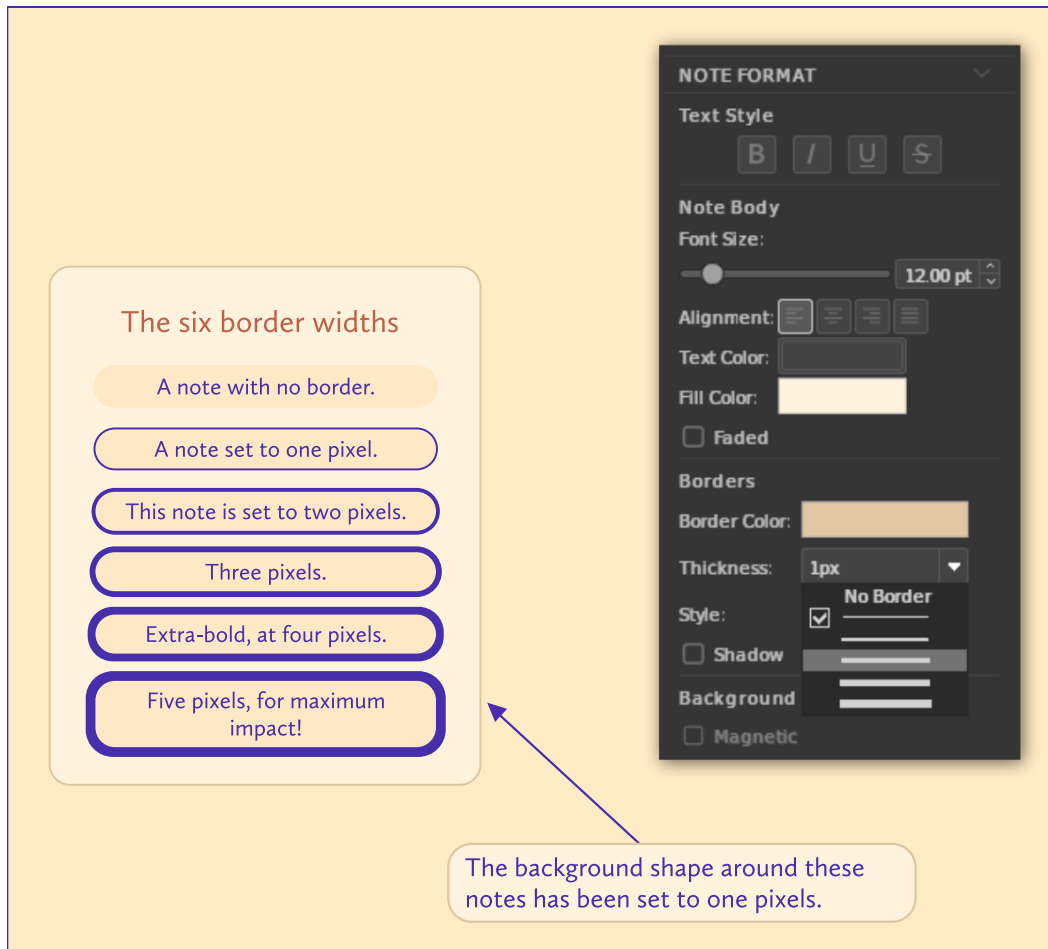 The six border widths
A note with no border.
A note set to one pixel.
This note is set to two pixels.
Three pixels.
Extra-bold, at four pixels.
Five pixels, for maximum
impact!
The background shape around these
notes has been set to one pixels.
NOTE FORMAT
Text Style
B I U S
Note Body
Font Size:
12.00 pt
Alignment:
Text Color:
Fill Color:
Faded
Borders
Border Color:
Thickness: 1px
No Border
Style:
Shadow
Background
Magnetic